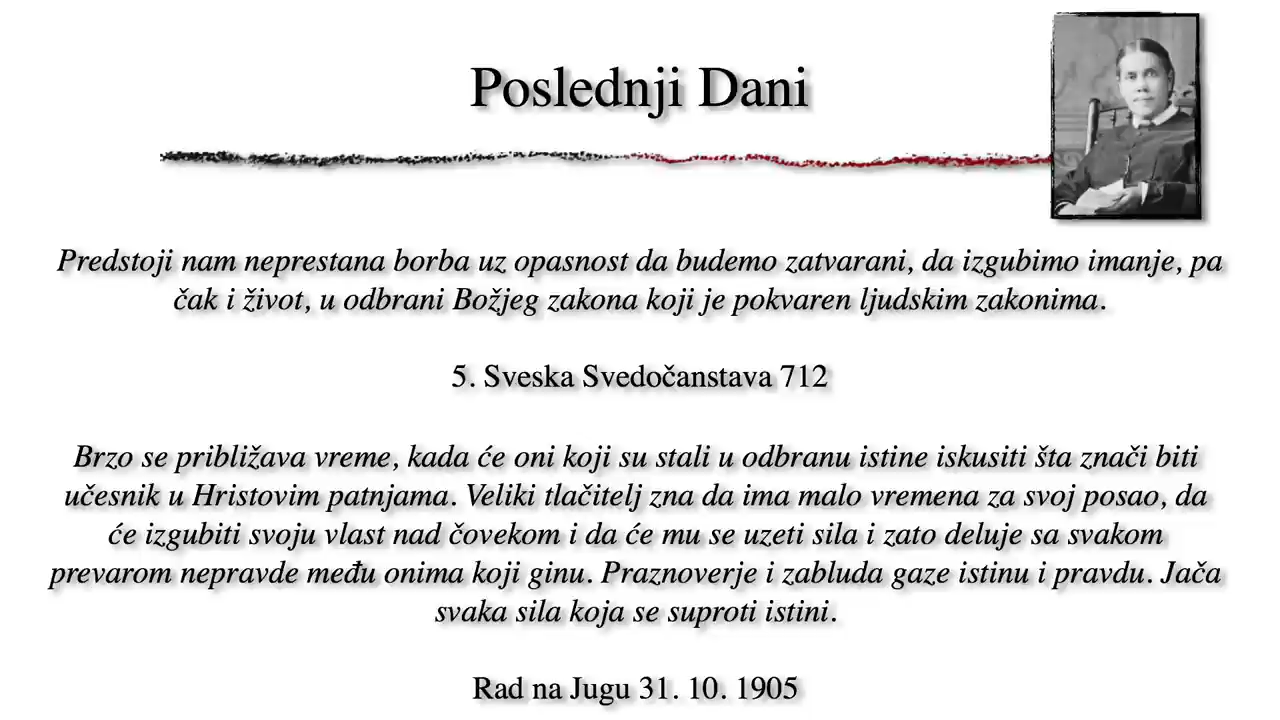 Poslednji Dani
Predstoji nam neprestana borba uz opasnost da budemo zatvarani, da izgubimo imanje, pa
čak i život, u odbrani Božjeg zakona koji je pokvaren ljudskim zakonima.
5. Sveska Svedočanstava 712
Brzo se približava vreme, kada će oni koji su stali u odbranu istine iskusiti šta znači biti
učesnik u Hristovim patnjama. Veliki tlačitelj zna da ima malo vremena za svoj posao, da
će izgubiti svoju vlast nad čovekom i da će mu se uzeti sila i zato deluje sa svakom
prevarom nepravde među onima koji ginu. Praznoverje i zabluda gaze istinu i pravdu. Jača
svaka sila koja se suproti istini.
Rad na Jugu 31. 10. 1905